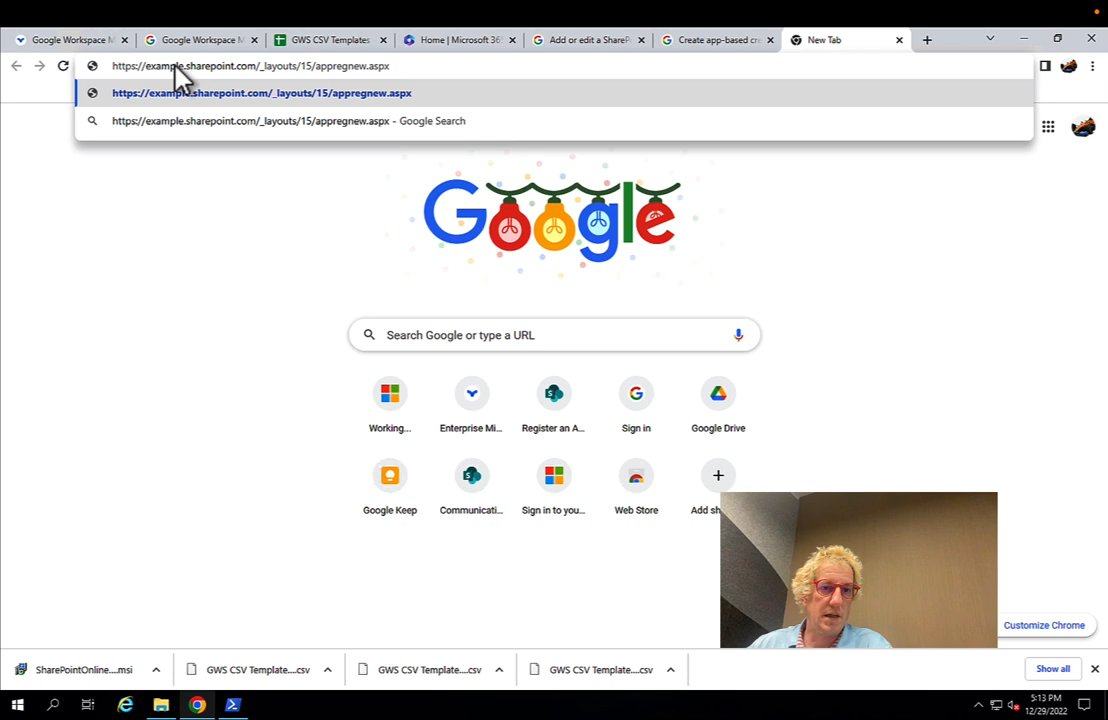 Google Workspace M
Google Workspace M
GWS CSV Templates -
Home | Microsoft 365
Add or edit a ShareP
Create app-based cre
New Tab
https://example.sharepoint.com/_layouts/15/appregnew.aspx
https://example.sharepoint.com/_layouts/15/appregnew.aspx
https://example.sharepoint.com/_layouts/15/appregnew.aspx - Google Search
Google
Search Google or type a URL
Working...
Enterprise Mi...
Register an A...
Sign in
Google Drive
Google Keep
Communicati...
Sign in to you...
Web Store
Add sh
Customize Chrome
SharePointOnline....msi
GWS CSV Template....csv
GWS CSV Template....csv
GWS CSV Template....csv
Show all
5:13 PM
12/29/2022